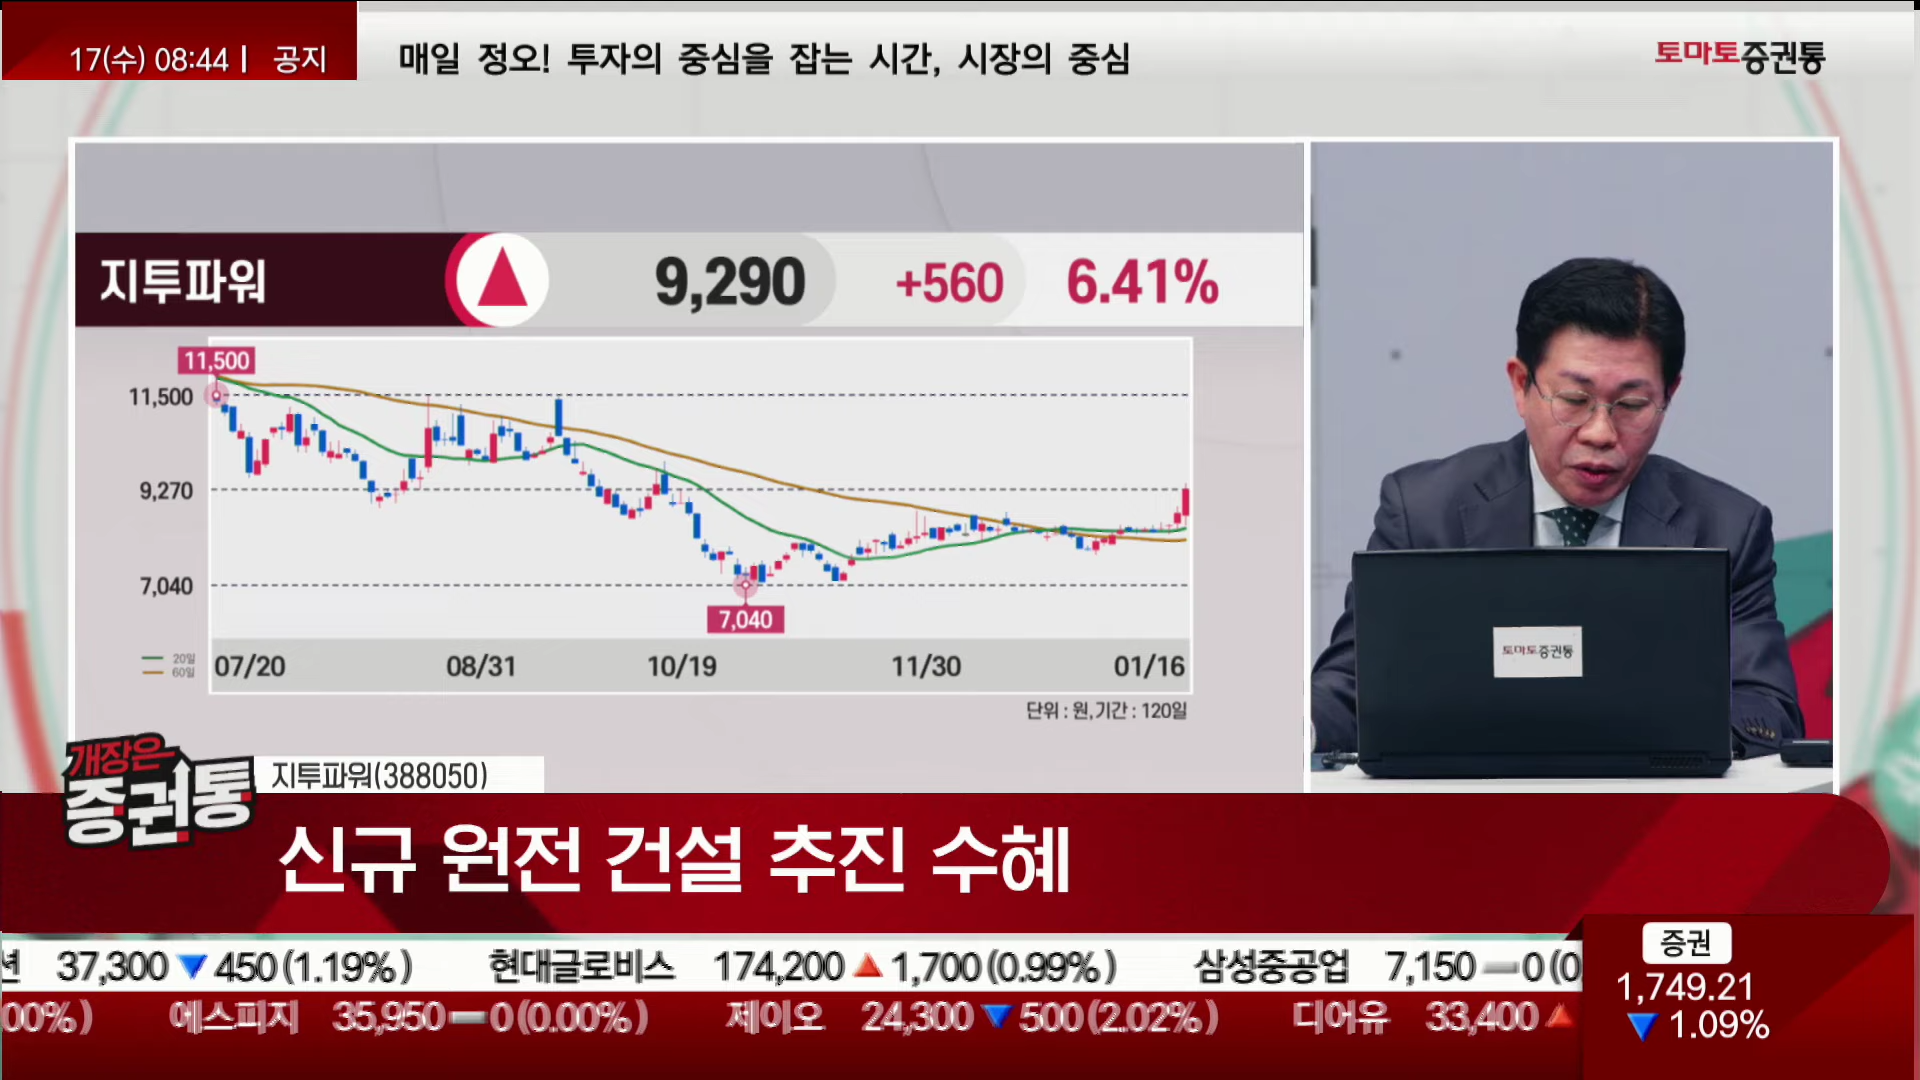 17(수) 08:44 | 공지
매일 정오! 투자의 중심을 잡는 시간, 시장의 중심
토마토증권통
지투파워 ▲ 9,290 +560 6.41%
11,500
11,500
9,270
7,040
7,040
20일
60일
07/20 08/31 10/19 11/30 01/16
단위 : 원,기간 : 120일
토마토증권통
개장은
증권통
지투파워(388050)
신규 원전 건설 추진 수혜
션 37,300 ▼ 450(1.19%) 현대글로비스 174,200 ▲ 1,700(0.99%) 삼성중공업 7,150 0(0
00%) 에스피지 35,950 0(0.00%) 제이오 24,300 ▼ 500(2.02%) 디어유 33,400 ▲
증권
1,749.21
▼ 1.09%